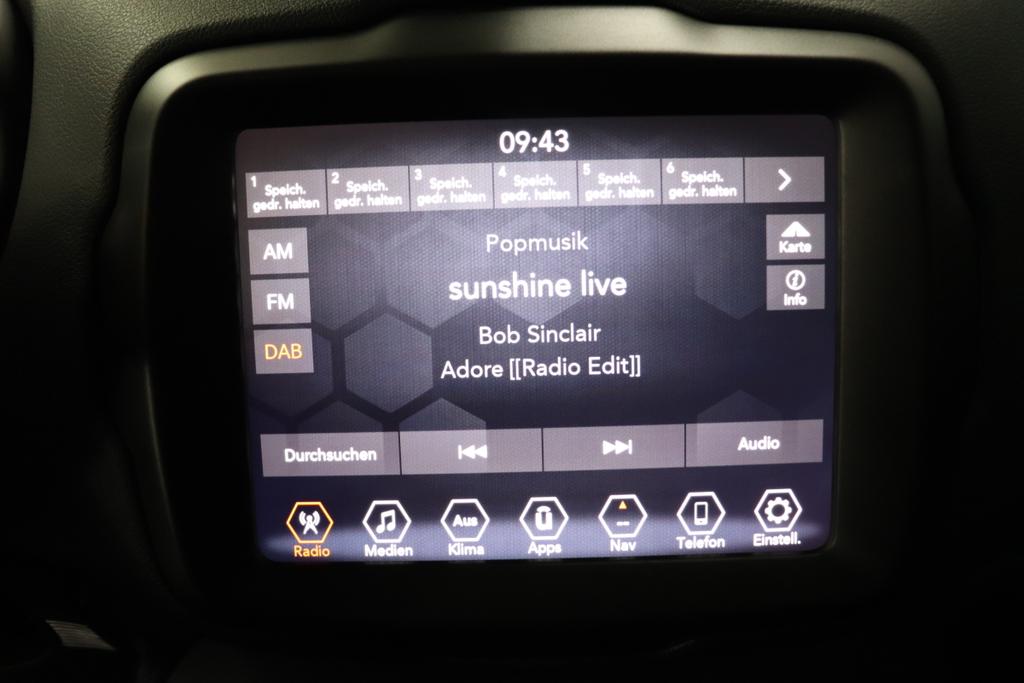 09:43
1 Speich. gedr. halten
2 Speich. gedr. halten
3 Speich. gedr. halten
4 Speich. gedr. halten
5 Speich. gedr. halten
6 Speich. gedr. halten
AM
FM
DAB
Popmusik
sunshine live
Bob Sinclair
Adore [[Radio Edit]]
Karte
Info
Durchsuchen
Audio
Radio
Medien
Aus
Klima
Apps
Nav
Telefon
Einstell.